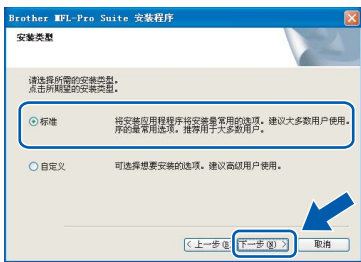 Brother MFL-Pro Suite 安装程序
安装类型
请选择所需的安装类型。
点击所期望的安装类型。
标准
将安装应用程程序将安装最常用的选项。建议大多数用户使用。
序的最常用选项。推荐用于大多数用户。
自定义
可选择想要安装的选项。建议高级用户使用。
< 上一步(B)
下一步(N) >
取消